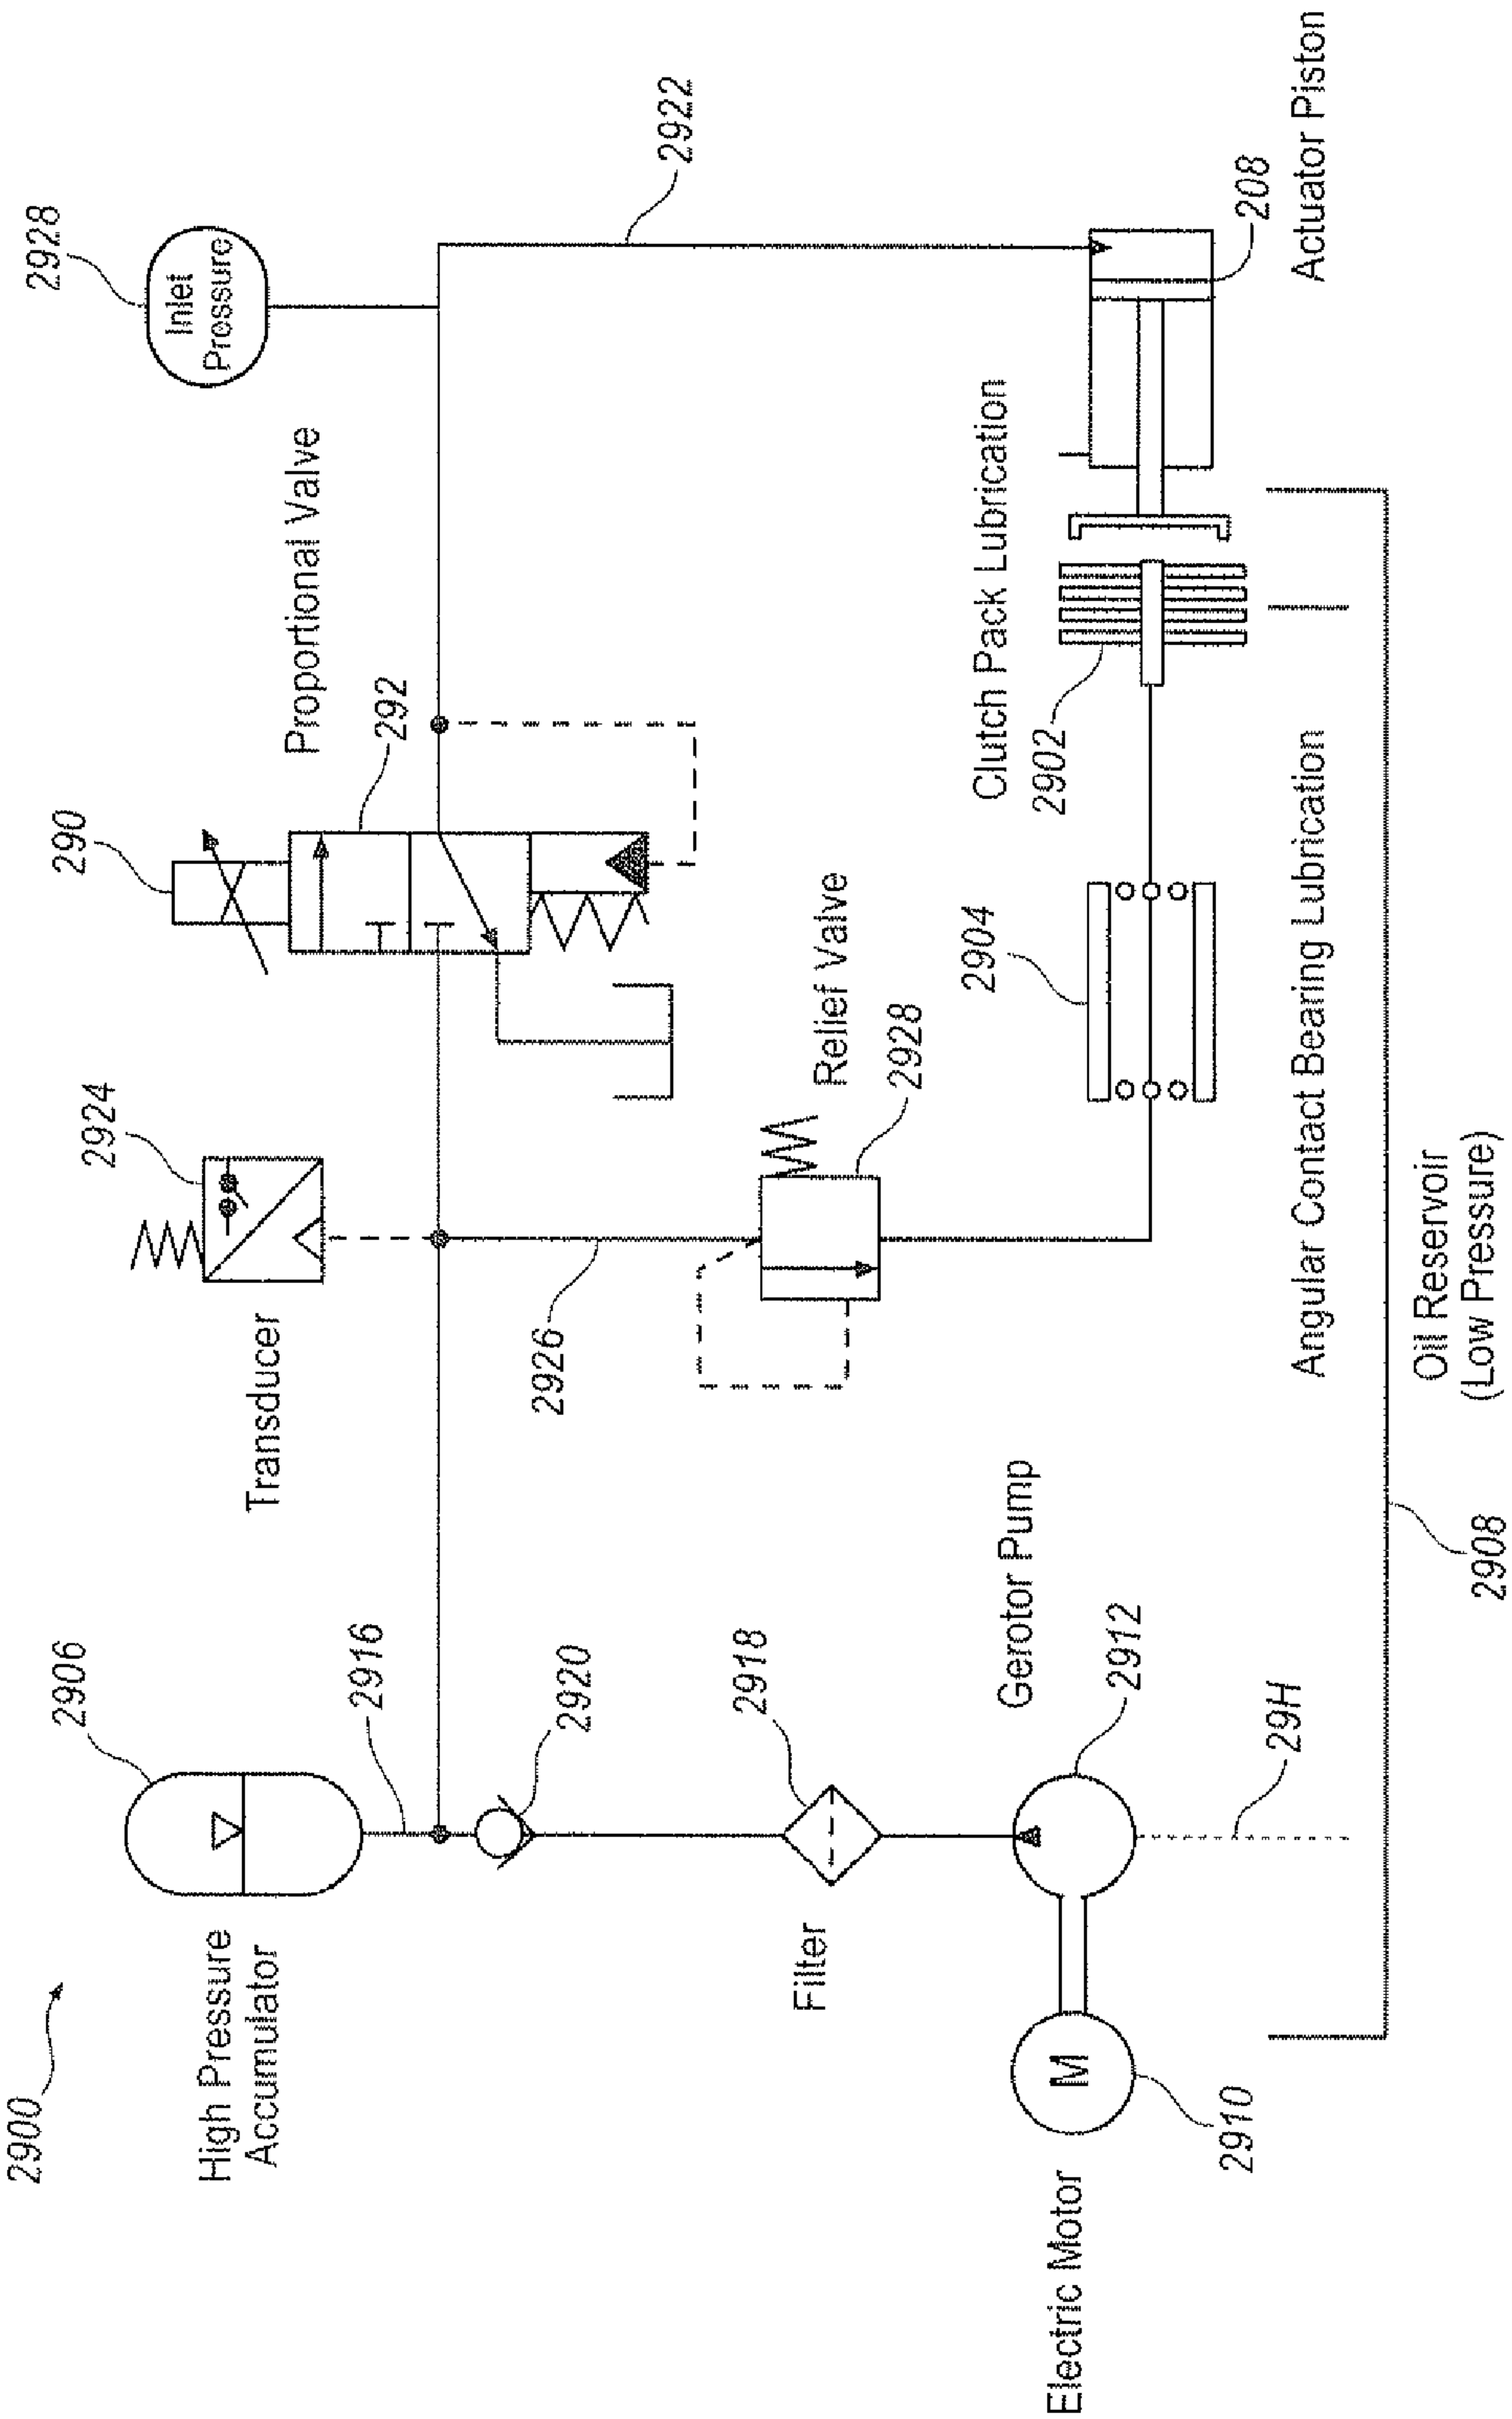 2900
High Pressure
Accumulator
2906
2916
2920
Transducer
2924
290
Proportional Valve
292
2928
Inlet
Pressure
2922
Filter
2918
2926
Relief Valve
2928
Electric Motor
M
2910
Gerotor Pump
2912
29H
2904
Angular Contact Bearing Lubrication
Clutch Pack Lubrication
2902
208
Actuator Piston
2908
Oil Reservoir
(Low Pressure)